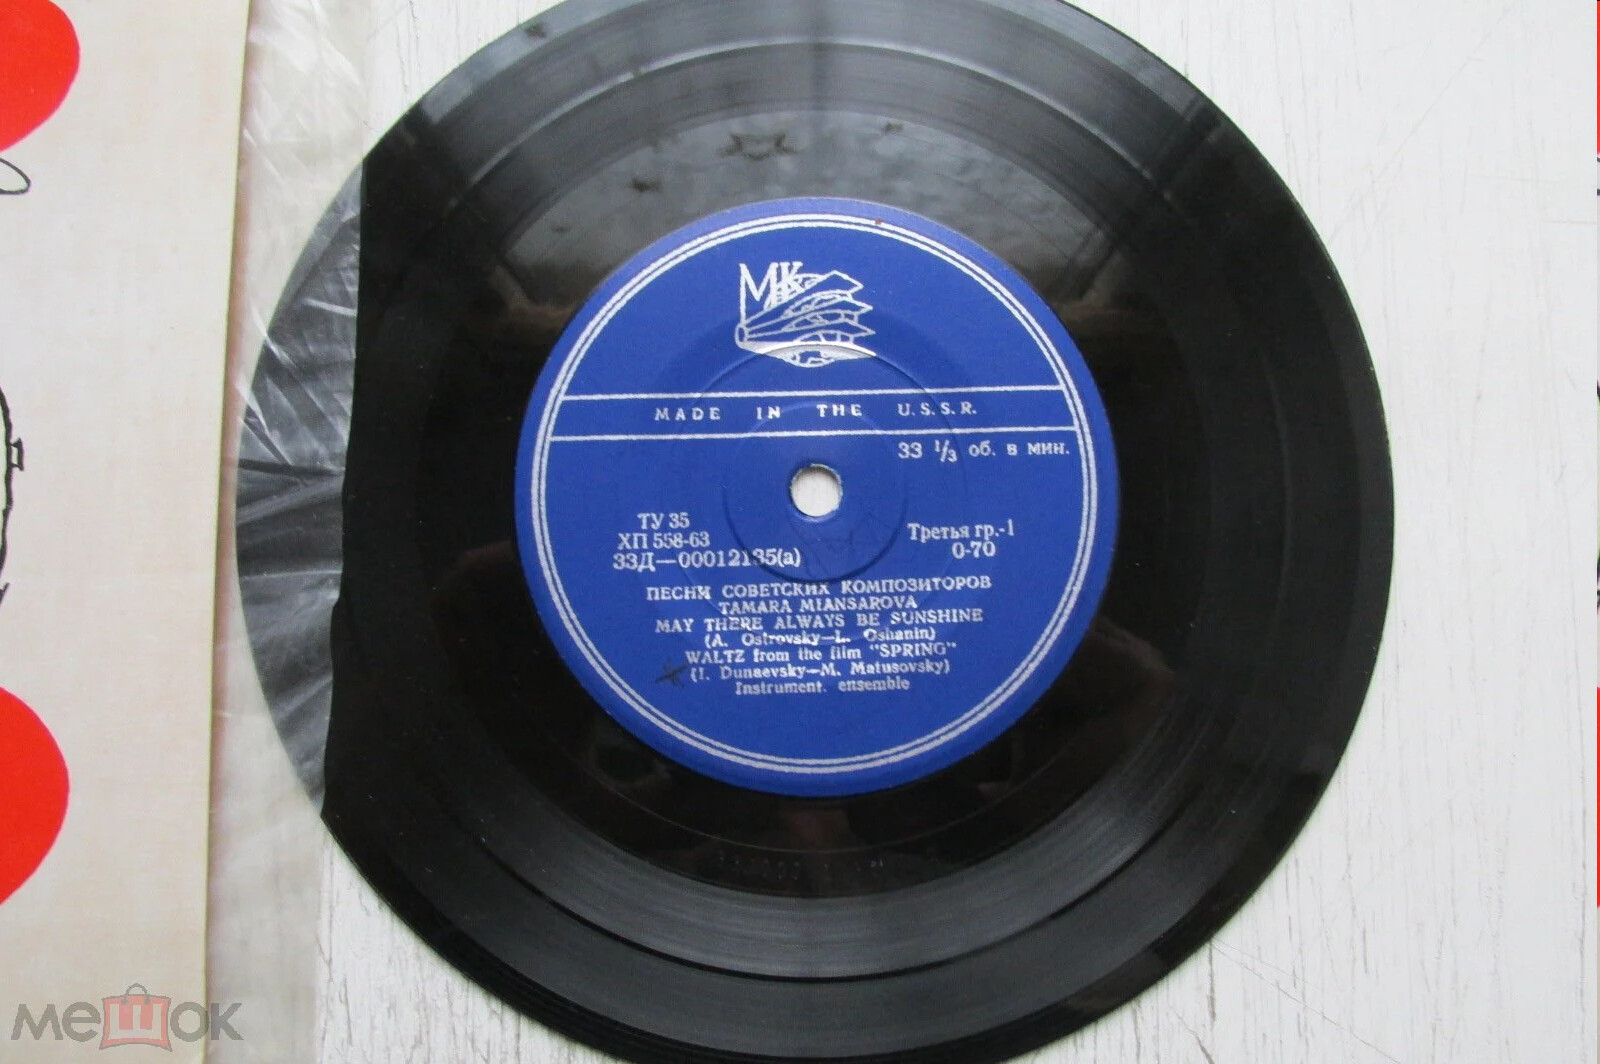 МК
MADE IN THE U.S.S.R.
33 1/3 об. в мин.
ТУ 35
ХП 558-63
33Д—00012135(а)
Третья гр.-1
0-70
ПЕСНИ СОВЕТСКИХ КОМПОЗИТОРОВ
TAMARA MIANSAROVA
MAY THERE ALWAYS BE SUNSHINE
(A. Ostrovsky—L. Oshanin)
WALTZ from the film "SPRING"
(I. Dunaevsky—M. Matusovsky)
Instrument. ensemble
мешок